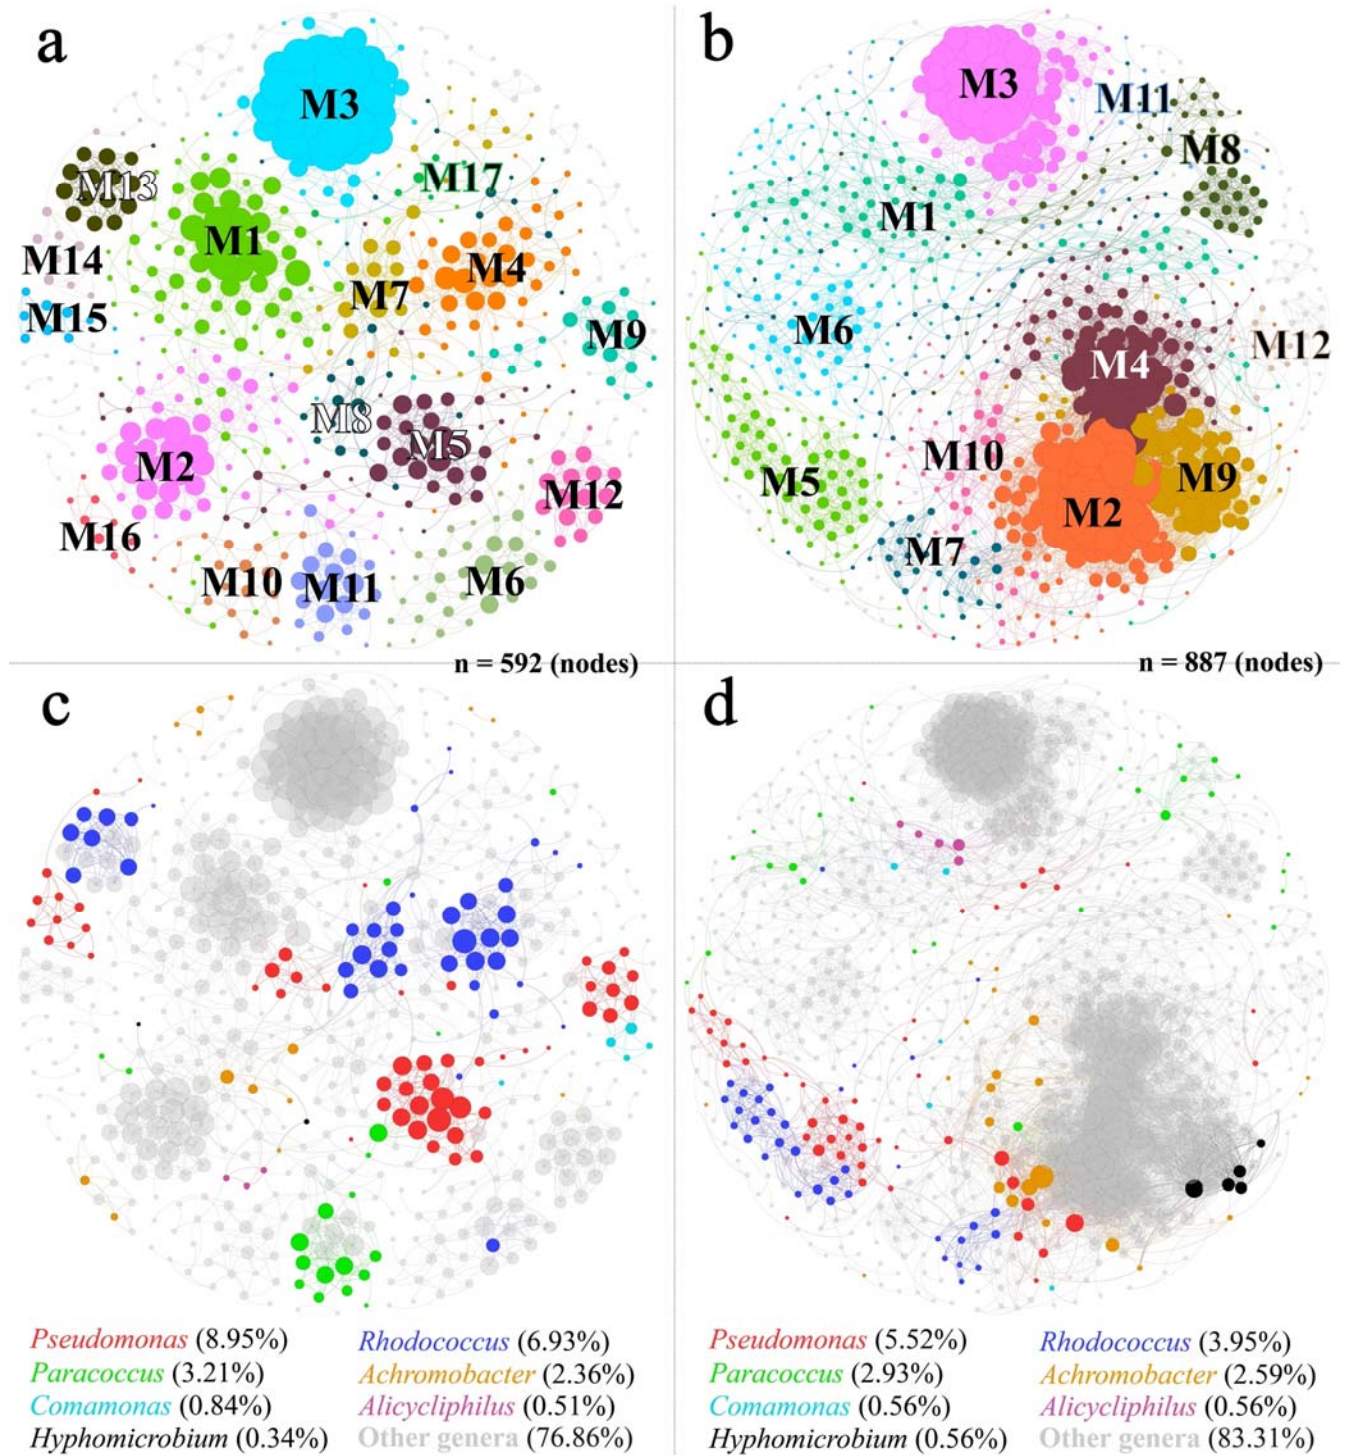 a
b
M3
M17
M13
M1
M14
M4
M7
M15
M9
M8
M5
M2
M12
M16
M10
M11
M6
n = 592 (nodes)
M3
M11
M8
M1
M6
M12
M4
M10
M5
M9
M2
M7
n = 887 (nodes)
c
d
Pseudomonas (8.95%)
Paracoccus (3.21%)
Comamonas (0.84%)
Hyphomicrobium (0.34%)
Rhodococcus (6.93%)
Achromobacter (2.36%)
Alicycliphilus (0.51%)
Other genera (76.86%)
Pseudomonas (5.52%)
Paracoccus (2.93%)
Comamonas (0.56%)
Hyphomicrobium (0.56%)
Rhodococcus (3.95%)
Achromobacter (2.59%)
Alicycliphilus (0.56%)
Other genera (83.31%)